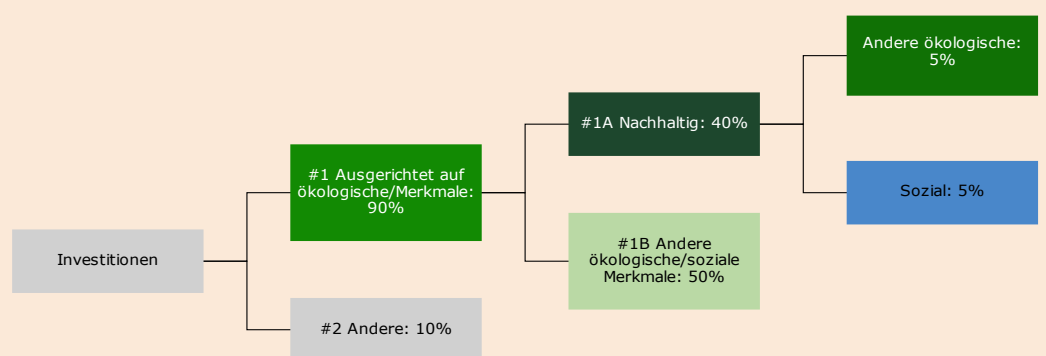 Investitionen
#1 Ausgerichtet auf
ökologische/Merkmale:
90%
#2 Andere: 10%
#1A Nachhaltig: 40%
#1B Andere
ökologische/soziale
Merkmale: 50%
Andere ökologische:
5%
Sozial: 5%